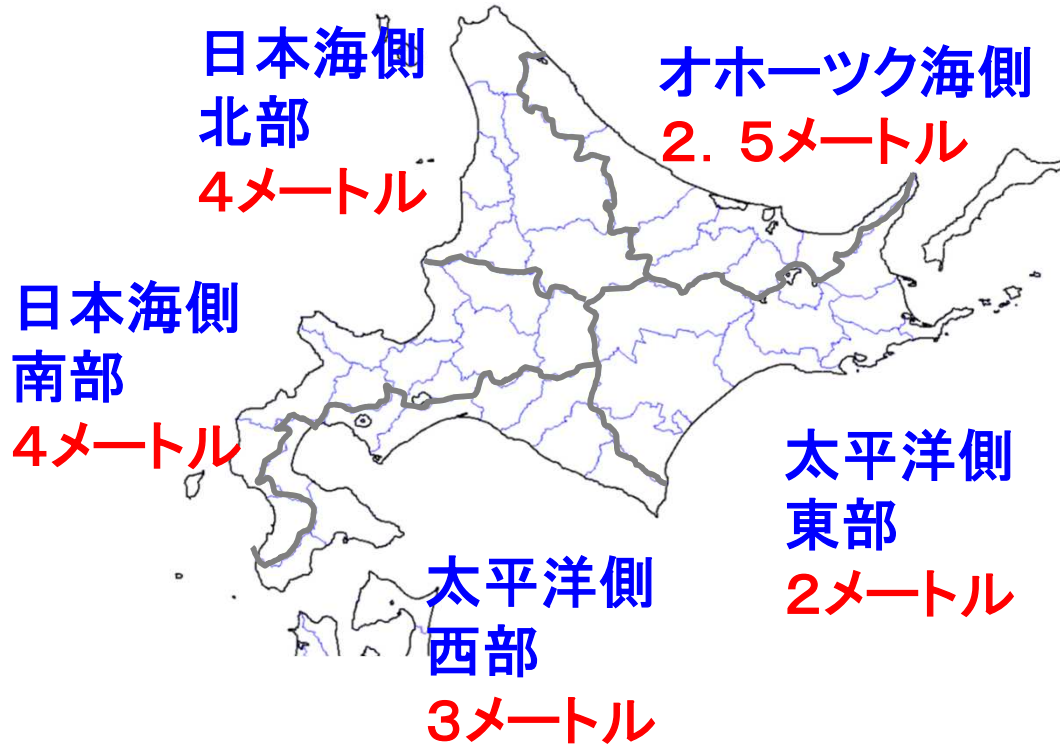 日本海側
北部
4メートル
オホーツク海側
2．5メートル
日本海側
南部
4メートル
太平洋側
東部
2メートル
太平洋側
西部
3メートル